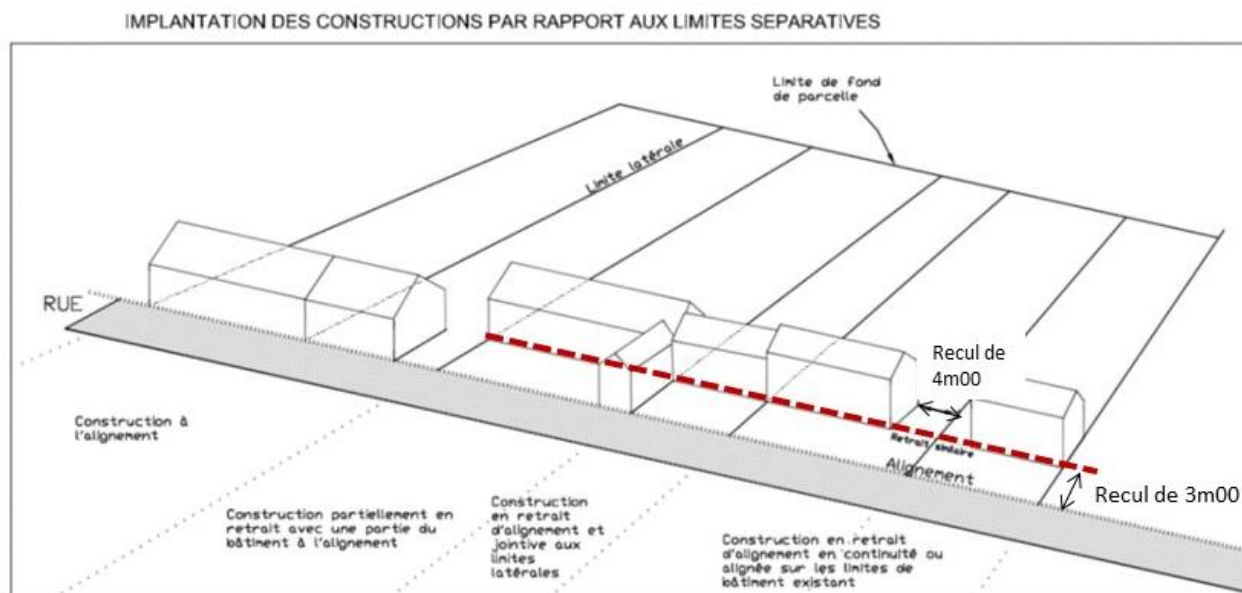 IMPLANTATION DES CONSTRUCTIONS PAR RAPPORT AUX LIMITES SEPARATIVES
Limite de fond
de parcelle
Limite latérale
RUE
Recul de
4m00
Retrait similaire
Alignement
Recul de 3m00
Construction à
l'alignement
Construction partiellement en
retrait avec une partie du
bâtiment à l'alignement
Construction
en retrait
d'alignement et
jointive aux
limites
latérales
Construction en retrait
d'alignement en continuité ou
alignée sur les limites de
bâtiment existant